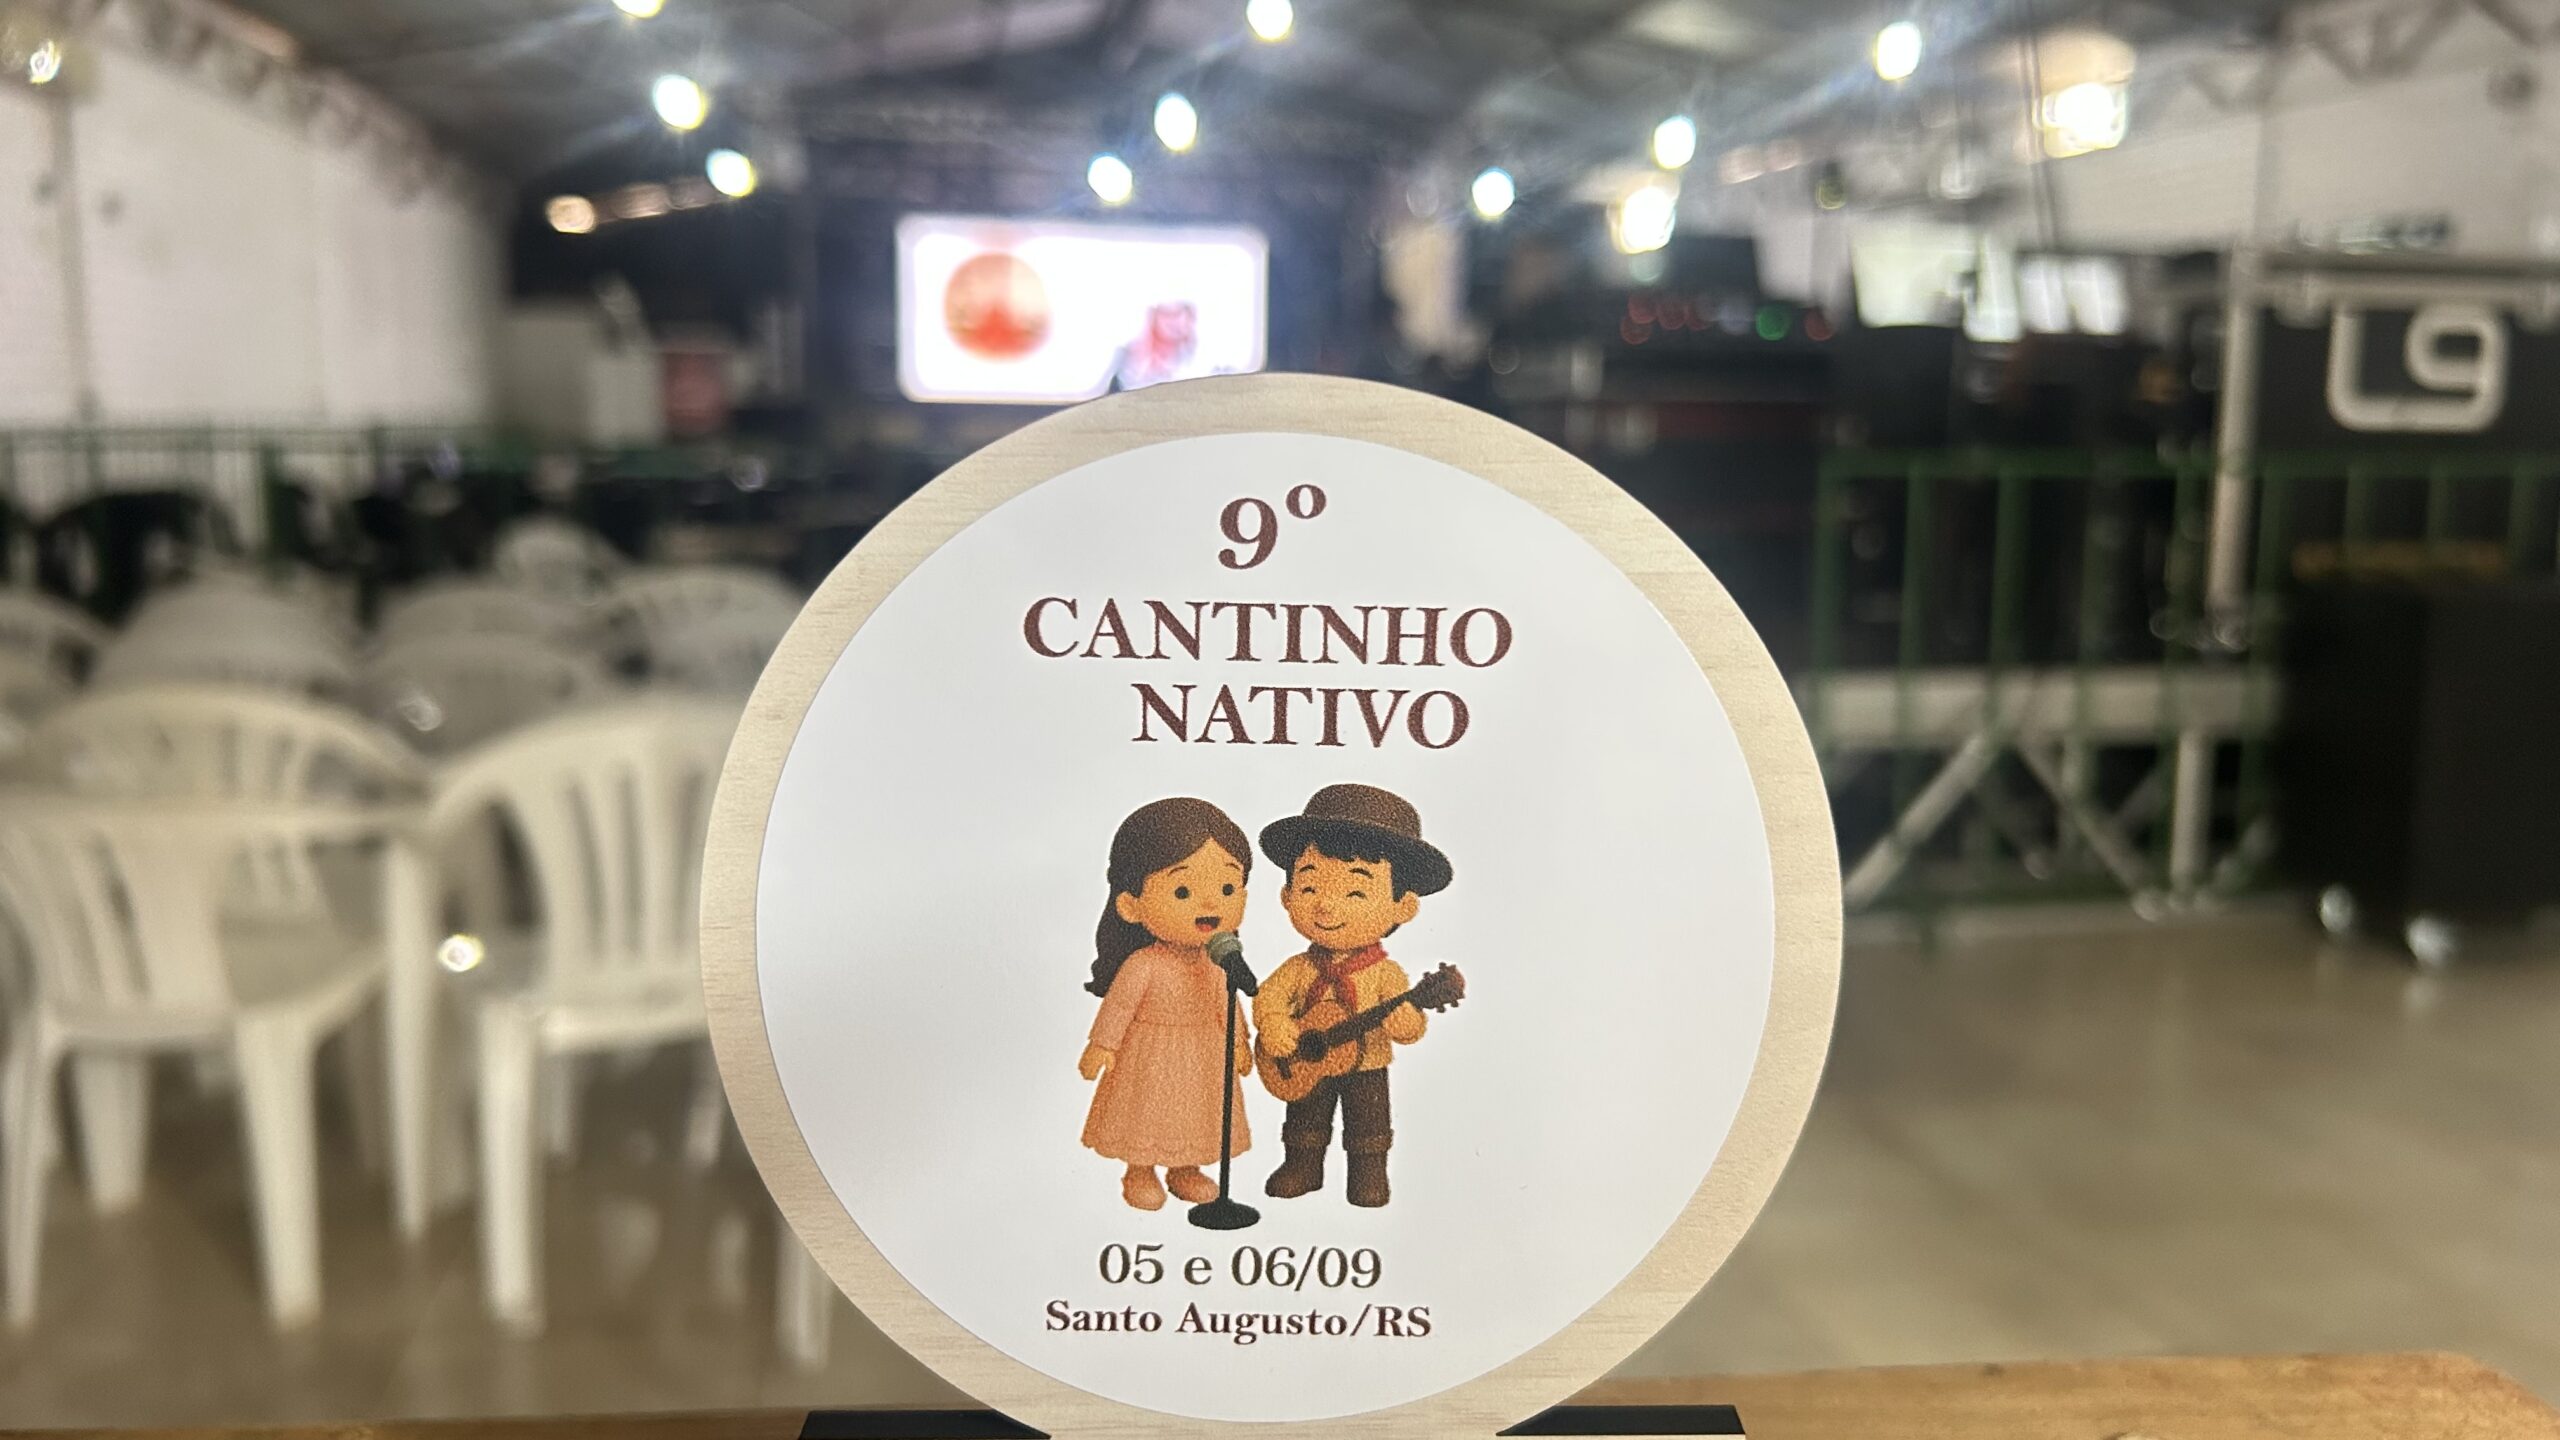 9º
CANTINHO
NATIVO
05 e 06/09
Santo Augusto/RS